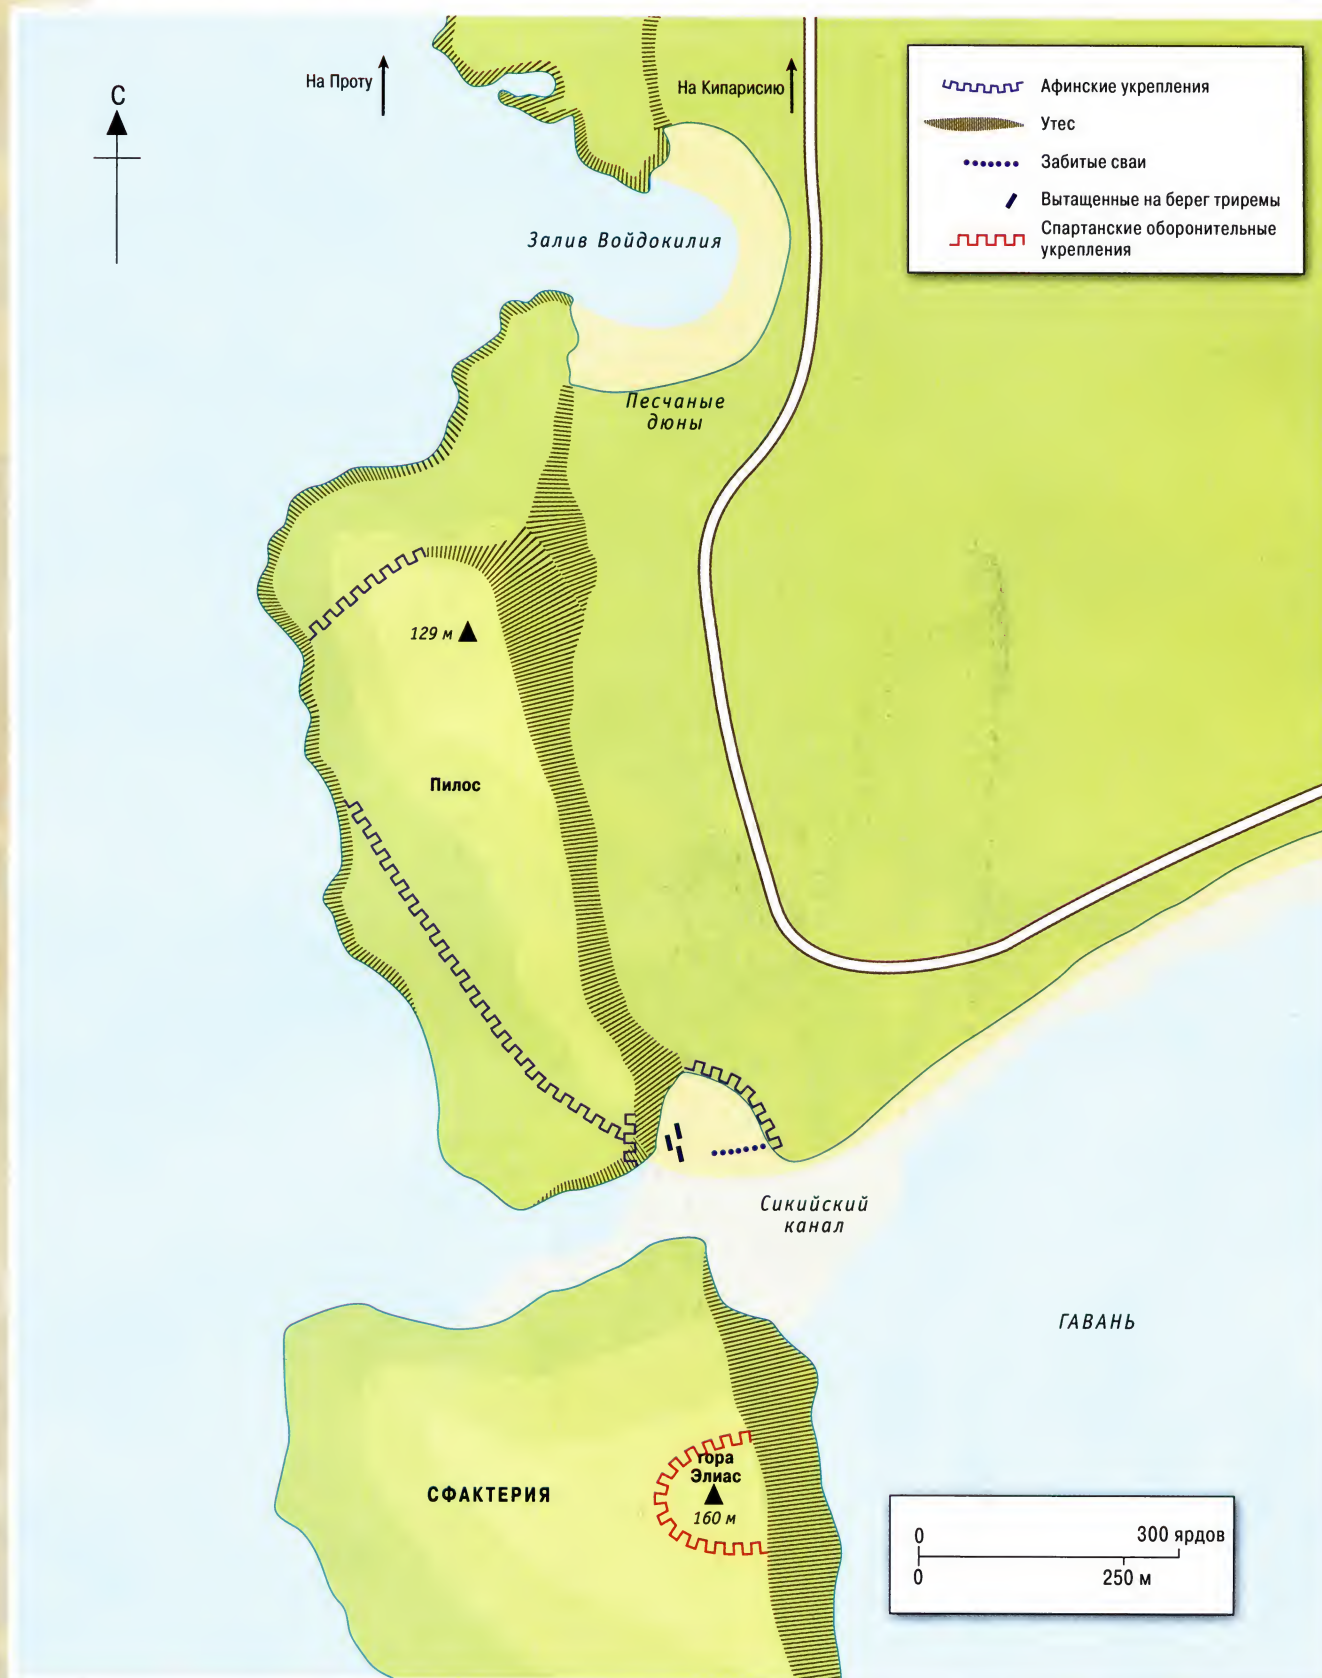 С
На Проту
На Кипарисию
Афинские укрепления
Утес
Забитые сваи
Вытащенные на берег триремы
Спартанские оборонительные
укрепления
Залив Войдокилия
Песчаные
дюны
129 м
Пилос
Сикийский
канал
ГАВАНЬ
гора
Элиас
160 м
СФАКТЕРИЯ
0
300 ярдов
0
250 м